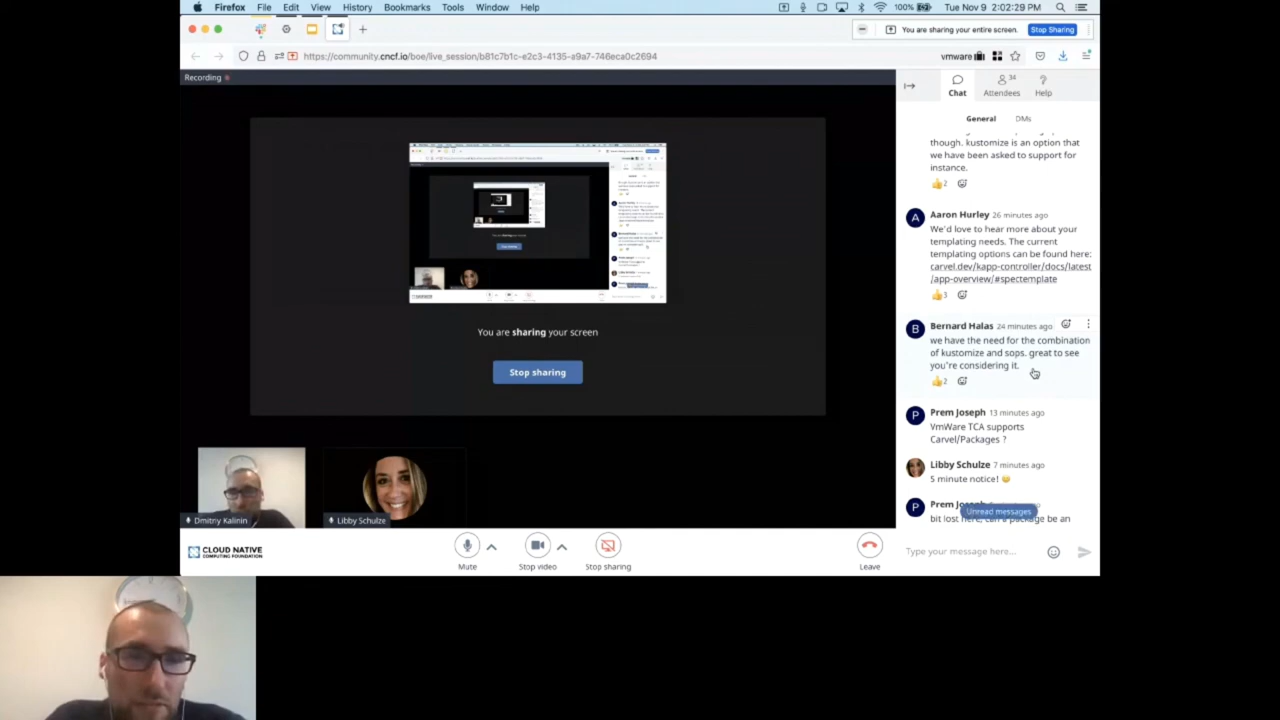 Firefox File Edit View History Bookmarks Tools Window Help 100% Tue Nov 9 2:02:29 PM
You are sharing your entire screen. Stop Sharing
https://community.cncf.io/boe/live_session/b81c7b1c-e2c3-4135-a9a7-746eca0c2694
vmware
Recording
Chat
34
Attendees
?
Help
General DMs
though. kustomize is an option that
we have been asked to support for
instance.
2
A
Aaron Hurley 26 minutes ago
We'd love to hear more about your
templating needs. The current
templating options can be found here:
carvel.dev/kapp-controller/docs/latest
/app-overview/#spectemplate
3
B
Bernard Halas 24 minutes ago
we have the need for the combination
of kustomize and sops. great to see
you're considering it.
2
P
Prem Joseph 13 minutes ago
VmWare TCA supports
Carvel/Packages ?
Libby Schulze 7 minutes ago
5 minute notice!
P
Prem Joseph
Unread messages
bit lost here, can a package be an
Type your message here...
You are sharing your screen
Stop sharing
Dmitriy Kalinin
Libby Schulze
CLOUD NATIVE
COMPUTING FOUNDATION
Mute
Stop video
Stop sharing
Leave